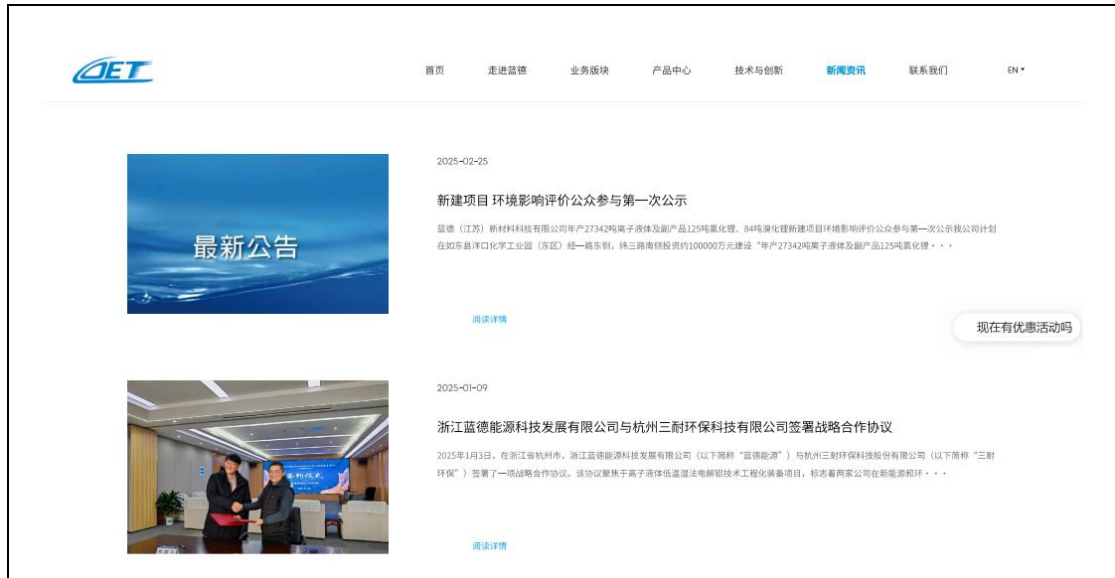 OET
首页 走进蓝德 业务版块 产品中心 技术与创新 新闻资讯 联系我们 EN
最新公告
2025-02-25
新建项目 环境影响评价公众参与第一次公示
蓝德（江苏）新材料科技有限公司年产27342吨离子液体及副产品125吨氯化锂、84吨溴化锂新建项目环境影响评价公众参与第一次公示我公司计划
在如东县洋口化学工业园（东区）经一路东侧，纬三路南侧投资约100000万元建设“年产27342吨离子液体及副产品125吨氯化锂・・・
阅读详情
现在有优惠活动吗
2025-01-09
浙江蓝德能源科技发展有限公司与杭州三耐环保科技有限公司签署战略合作协议
2025年1月3日，在浙江省杭州市，浙江蓝德能源科技发展有限公司（以下简称“蓝德能源”）与杭州三耐环保科技股份有限公司（以下简称“三耐
环保”）签署了一项战略合作协议。该协议聚焦于离子液体低温湿法电解铝技术工程化装备项目，标志着两家公司在新能源和环・・・
签约仪式
阅读详情